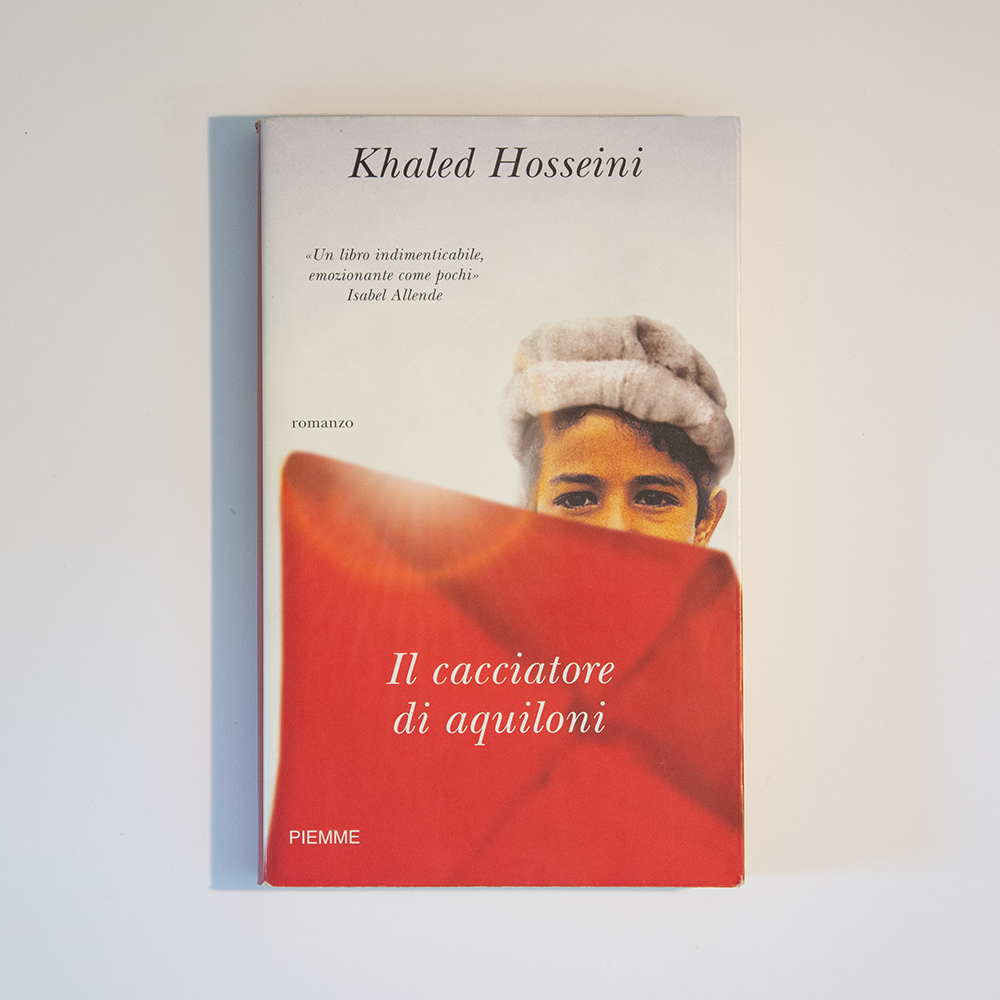 Khaled Hosseini
«Un libro indimenticabile,
emozionante come pochi»
Isabel Allende
romanzo
Il cacciatore
di aquiloni
PIEMME